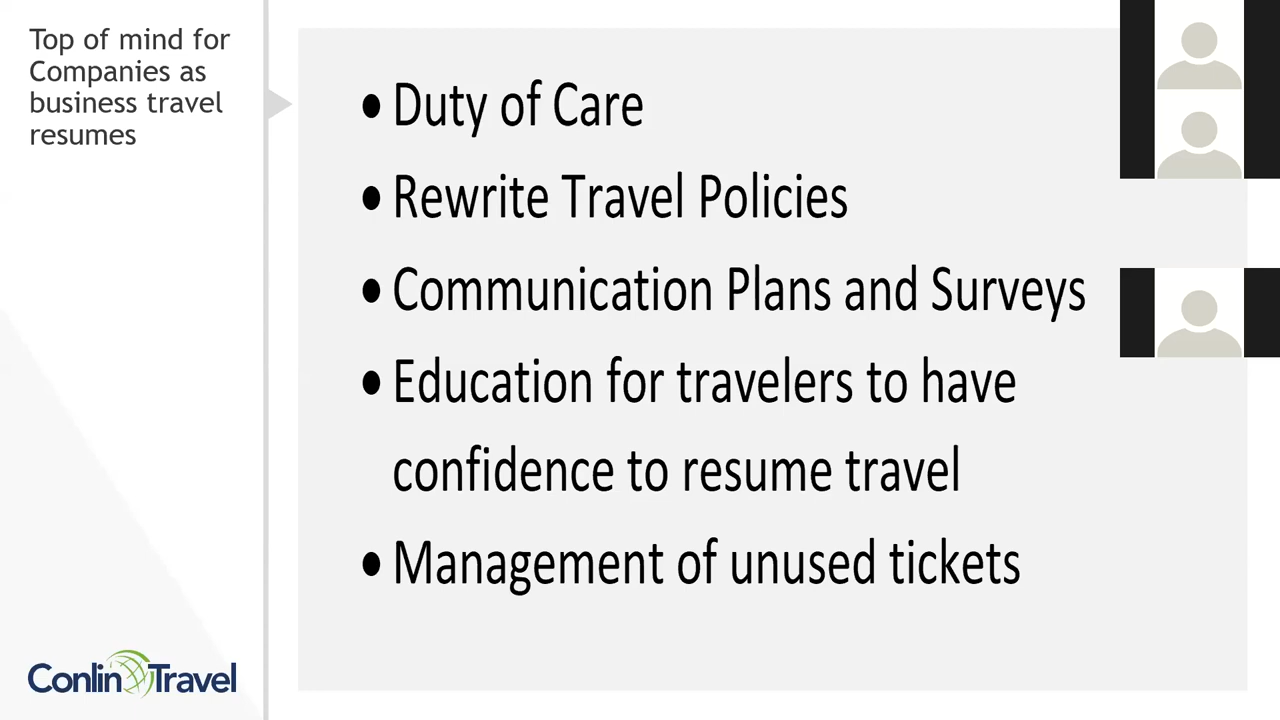 Top of mind for
Companies as
business travel
resumes
• Duty of Care
• Rewrite Travel Policies
• Communication Plans and Surveys
• Education for travelers to have
confidence to resume travel
• Management of unused tickets
Conlin Travel